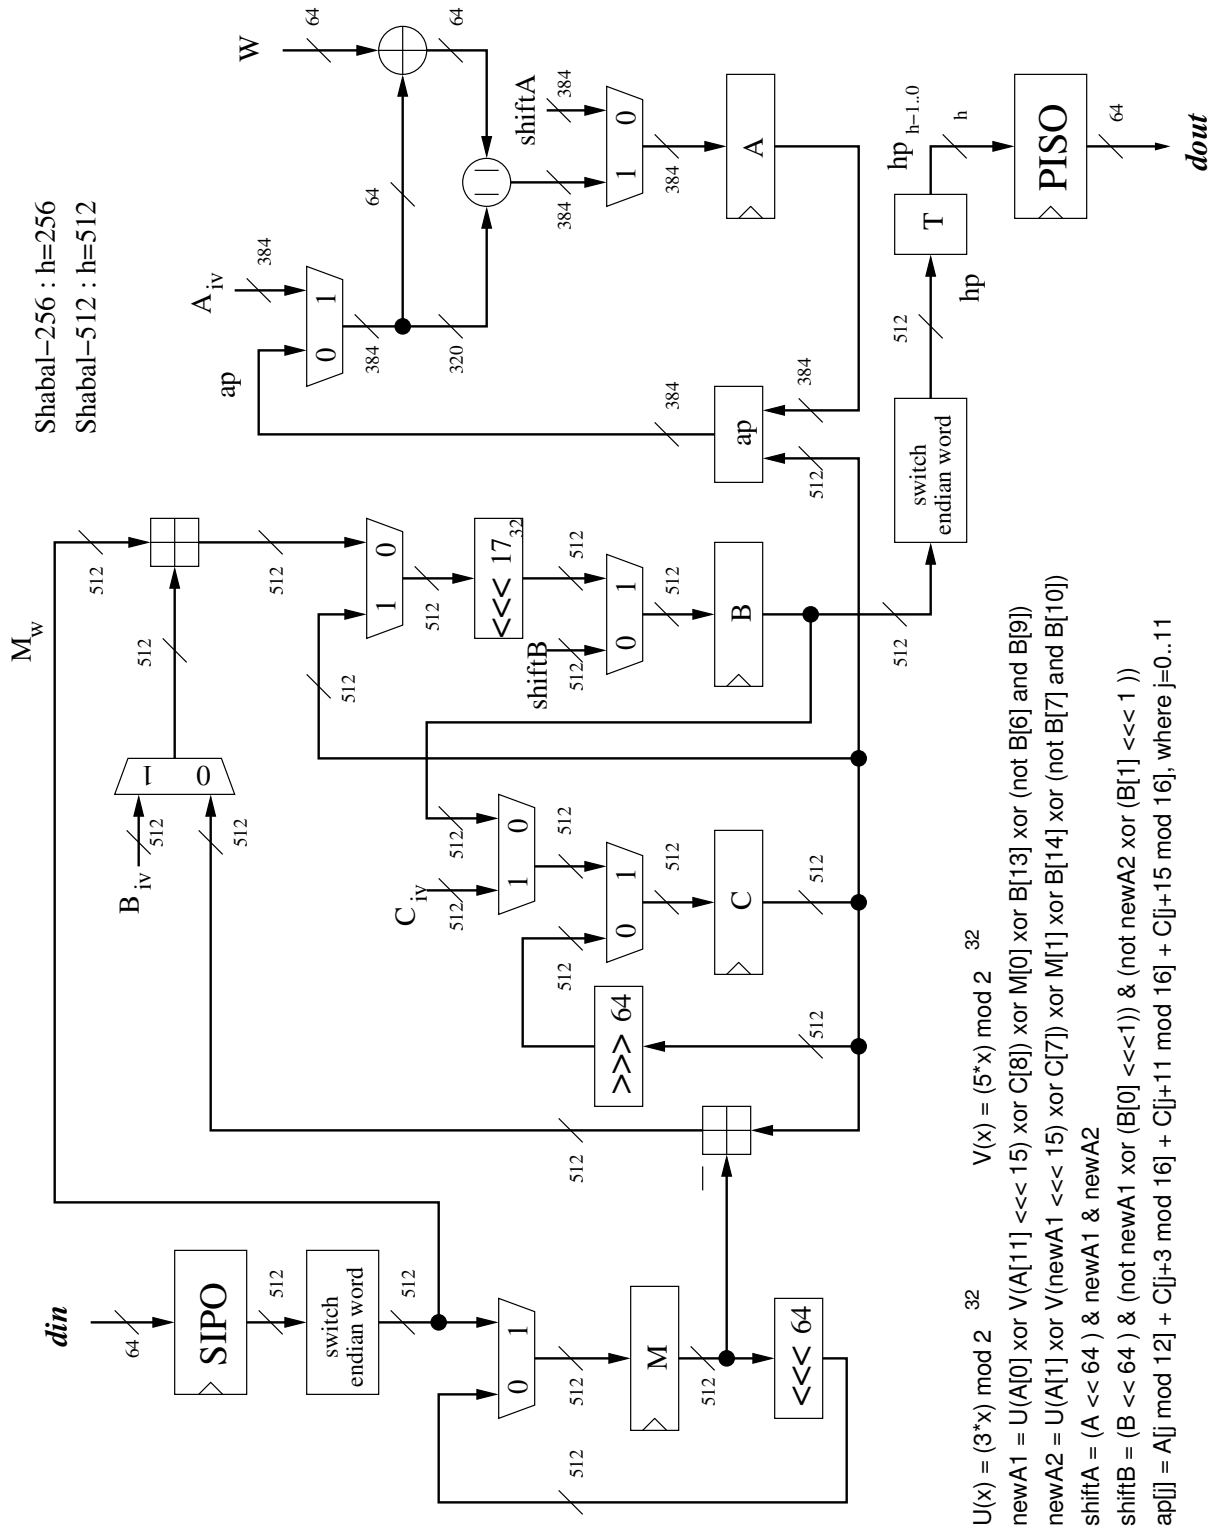 Shabal−256 : h=256
Shabal−512 : h=512
W
64
64
64
A iv
384
ap
0 1
384
320
||
384
shiftA
384
1 0
384
A
384
384
512
ap
M w
512
512
512
B iv
512
1
0
512
512
1 0
512
<<< 17 32
512
shiftB
512
0 1
512
B
512
512
1 0
C iv
512
512
0 1
512
512
C
512
>>> 64
512
512
−
din
64
SIPO
512
switch
endian word
512
0 1
512
M
512
<<< 64
512
512
switch
endian word
512
hp
T
hp h−1..0
h
PISO
64
dout
U(x) = (3*x) mod 2 32 V(x) = (5*x) mod 2 32
newA1 = U(A[0] xor V(A[11] <<< 15) xor C[8]) xor M[0] xor B[13] xor (not B[6] and B[9])
newA2 = U(A[1] xor V(newA1 <<< 15) xor C[7]) xor M[1] xor B[14] xor (not B[7] and B[10])
shiftA = (A << 64 ) & newA1 & newA2
shiftB = (B << 64 ) & (not newA1 xor (B[0] <<<1)) & (not newA2 xor (B[1] <<< 1 ))
ap[j] = A[j mod 12] + C[j+3 mod 16] + C[j+11 mod 16] + C[j+15 mod 16], where j=0..11